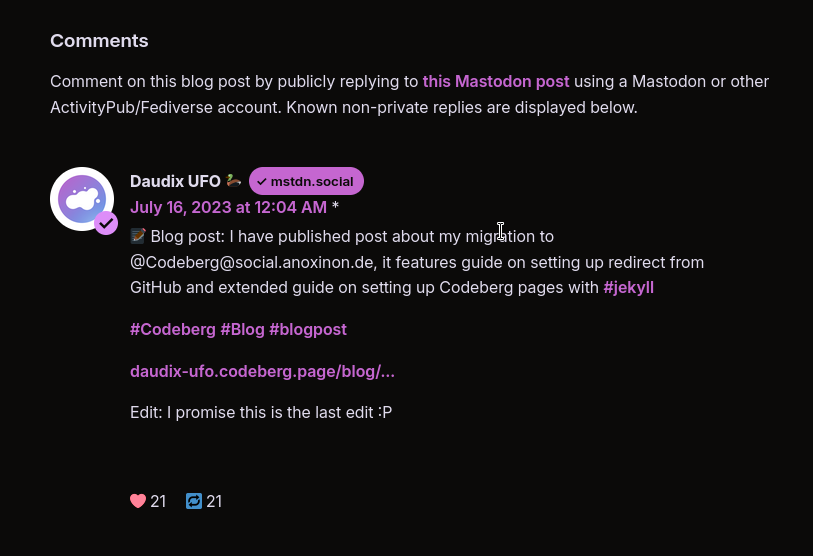 Comments
Comment on this blog post by publicly replying to this Mastodon post using a Mastodon or other
ActivityPub/Fediverse account. Known non-private replies are displayed below.
Daudix UFO ✓ mstdn.social
July 16, 2023 at 12:04 AM *
Blog post: I have published post about my migration to
@Codeberg@social.anoxinon.de, it features guide on setting up redirect from
GitHub and extended guide on setting up Codeberg pages with #jekyll
#Codeberg #Blog #blogpost
daudix-ufo.codeberg.page/blog/...
Edit: I promise this is the last edit :P
21 21